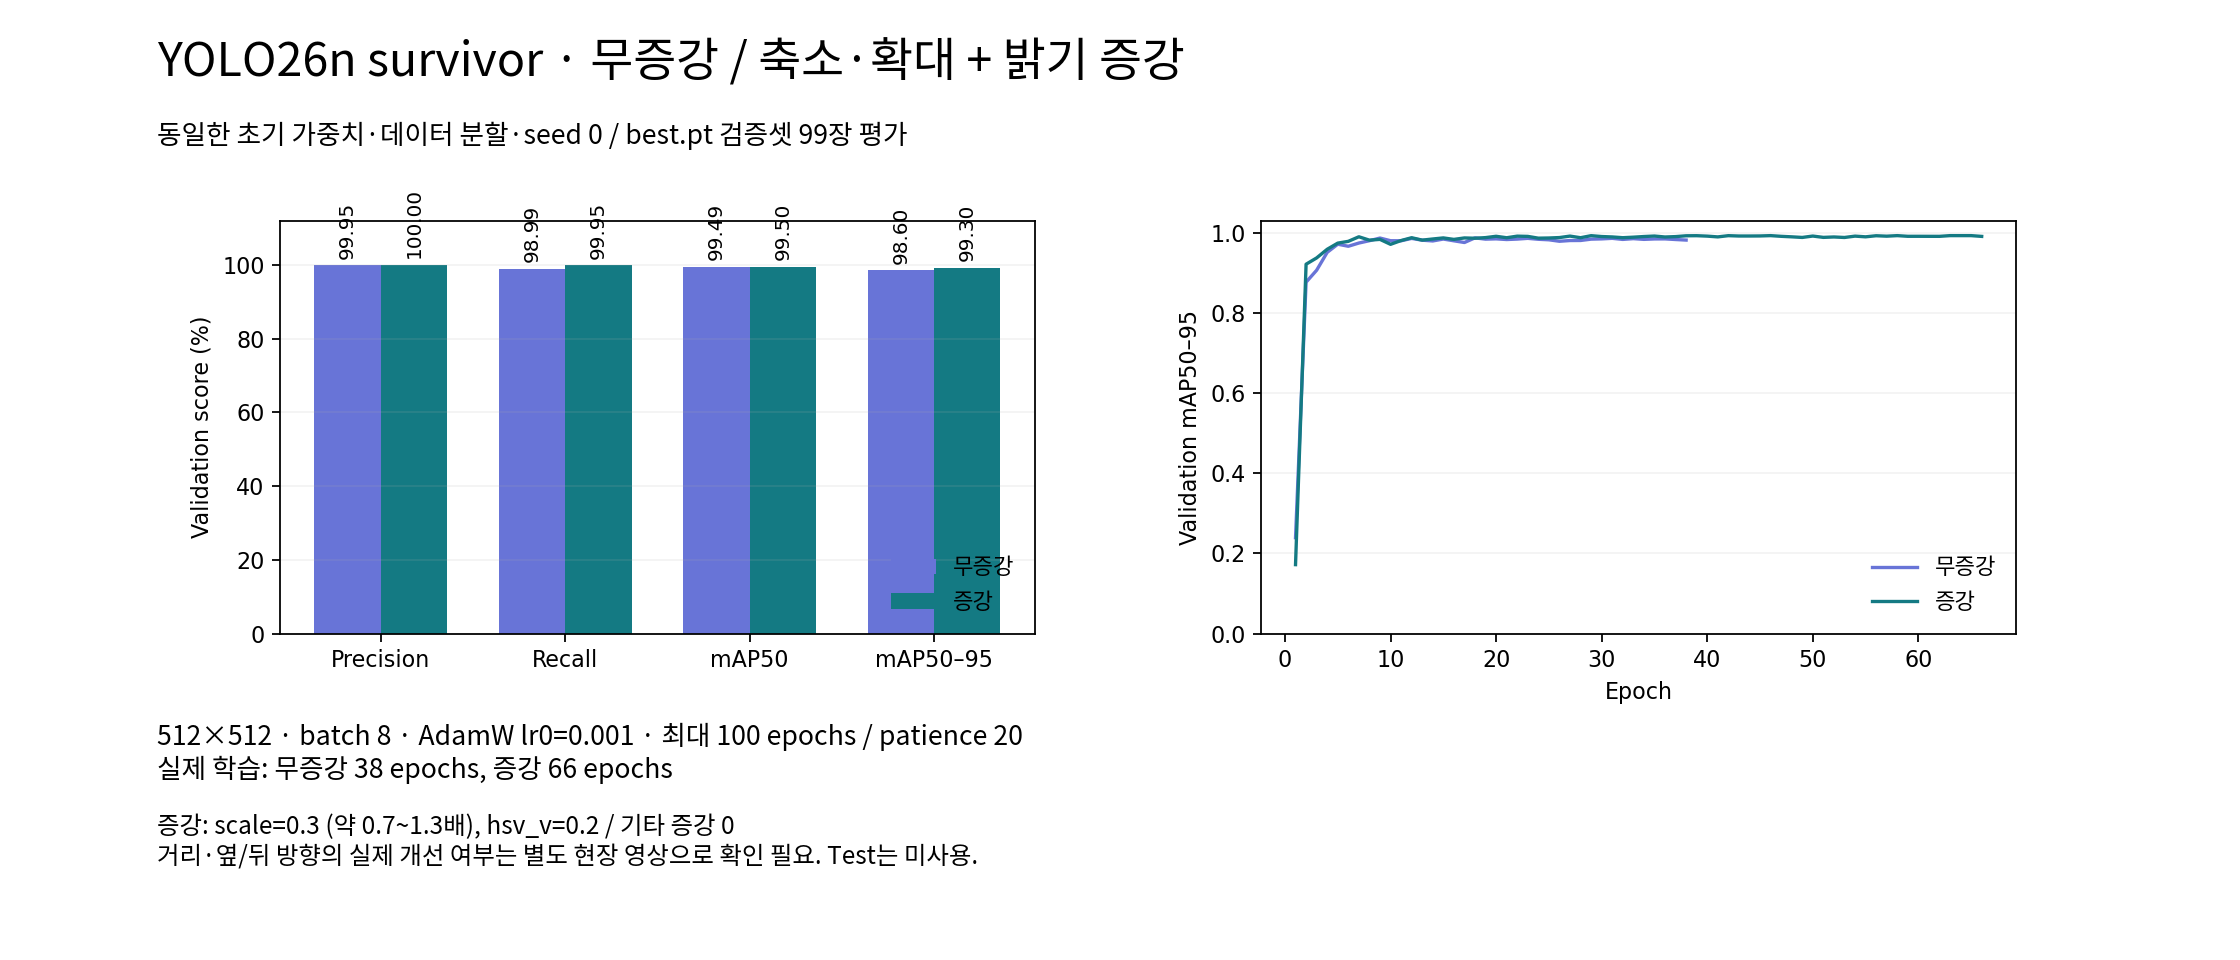 YOLO26n survivor · 무증강 / 축소·확대 + 밝기 증강
동일한 초기 가중치·데이터 분할·seed 0 / best.pt 검증셋 99장 평가
99.95
100.00
98.99
99.95
99.49
99.50
98.60
99.30
Validation score (%)
100
80
60
40
20
0
Precision
Recall
mAP50
mAP50–95
무증강
증강
Validation mAP50–95
1.0
0.8
0.6
0.4
0.2
0.0
0
10
20
30
40
50
60
Epoch
무증강
증강
512×512 · batch 8 · AdamW lr0=0.001 · 최대 100 epochs / patience 20
실제 학습: 무증강 38 epochs, 증강 66 epochs
증강: scale=0.3 (약 0.7~1.3배), hsv_v=0.2 / 기타 증강 0
거리·옆/뒤 방향의 실제 개선 여부는 별도 현장 영상으로 확인 필요. Test는 미사용.